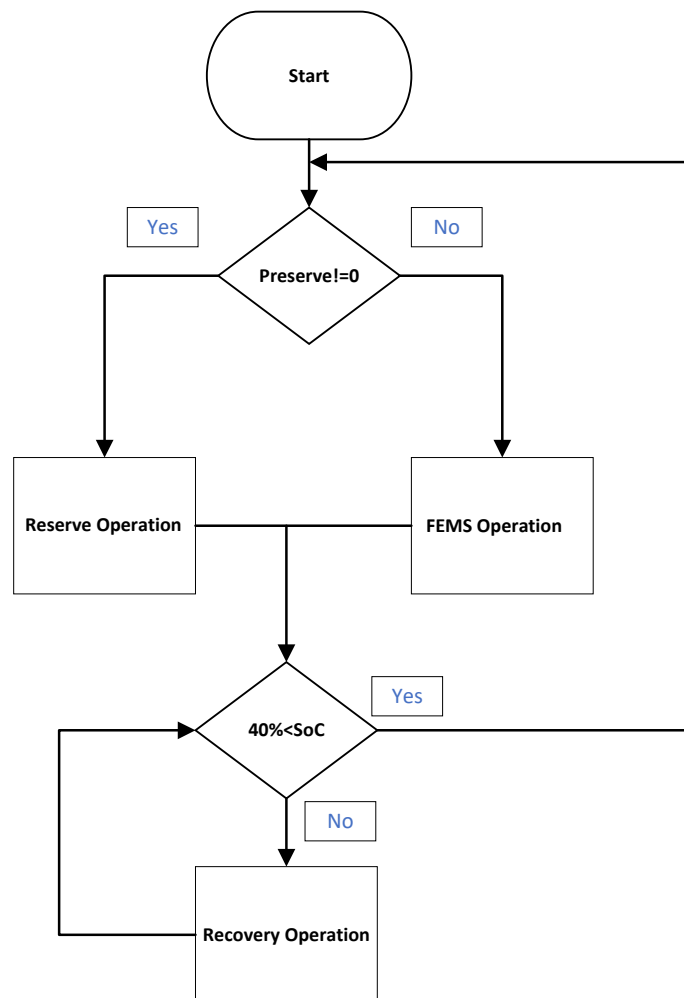 Start
Yes
No
Preserve!=0
Reserve Operation
FEMS Operation
Yes
40%<SoC
No
Recovery Operation